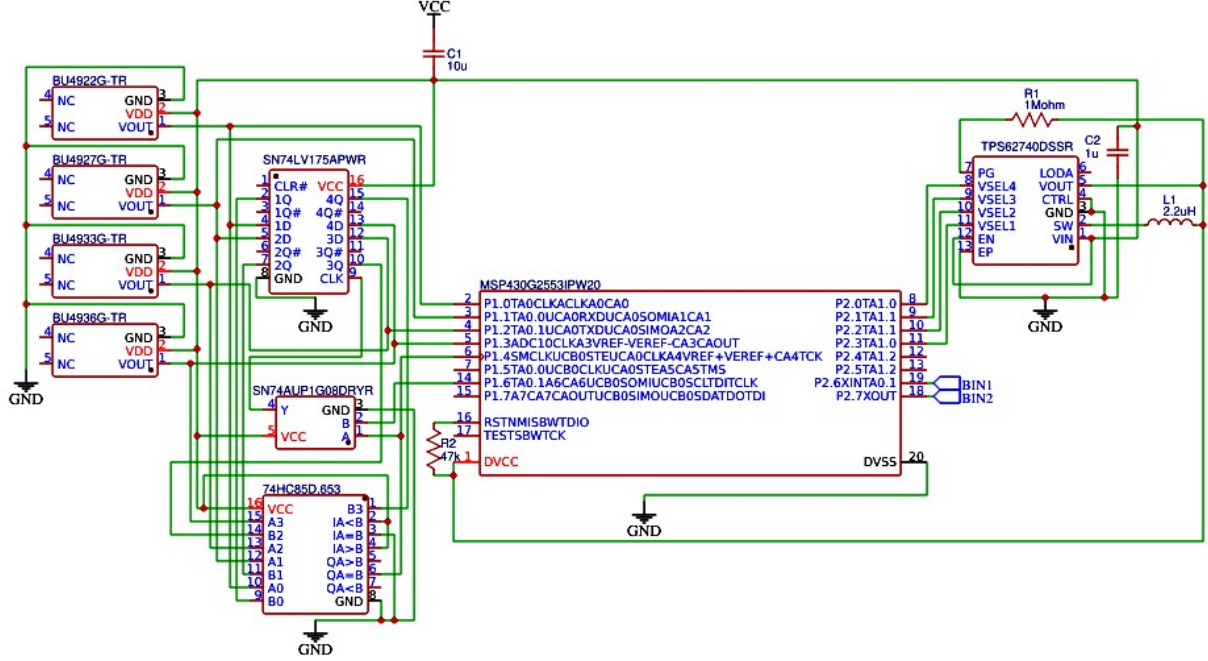 VCC
C1
10u
BU4922G-TR
4 NC GND 3
VDD 2
5 NC VOUT 1
BU4927G-TR
4 NC GND 3
VDD 2
5 NC VOUT 1
BU4933G-TR
4 NC GND 3
VDD 2
5 NC VOUT 1
BU4936G-TR
4 NC GND 3
VDD 2
5 NC VOUT 1
GND
SN74LV175APWR
1 CLR# VCC 16
2 1Q 4Q 15
3 1Q# 4Q# 14
4 1D 4D 13
5 2D 3D 12
6 2Q# 3Q# 11
7 2Q 3Q 10
8 GND CLK 9
GND
SN74AUP1G08DRYR
4 Y GND 3
B 2
5 VCC A 1
74HC85D,653
16 VCC B3 1
15 A3 IA<B 2
14 B2 IA=B 3
13 A2 IA>B 4
12 A1 QA>B 5
11 B1 QA=B 6
10 A0 QA<B 7
9 B0 GND 8
GND
MSP430G2553IPW20
2 P1.0TA0CLKACLKA0CA0 P2.0TA1.0 8
3 P1.1TA0.0UCA0RXDUCA0SOMIA1CA1 P2.1TA1.1 9
4 P1.2TA0.1UCA0TXDUCA0SIMOA2CA2 P2.2TA1.1 10
5 P1.3ADC10CLKA3VREF-VEREF-CA3CAOUT P2.3TA1.0 11
6 P1.4SMCLKUCB0STEUCA0CLKA4VREF+VEREF+CA4TCK P2.4TA1.2 12
7 P1.5TA0.0UCB0CLKUCA0STEA5CA5TMS P2.5TA1.2 13
14 P1.6TA0.1A6CA6UCB0SOMIUCB0SCLTDITCLK P2.6XINTA0.1 19
15 P1.7A7CA7CAOUTUCB0SIMOUCB0SDATDOTDI P2.7XOUT 18
16 RSTNMISBWTDIO
17 TESTSBWTCK
1 DVCC DVSS 20
BIN1
BIN2
R2
47k
GND
R1
1Mohm
C2
1u
TPS62740DSSR
7 PG LODA 6
8 VSEL4 VOUT 5
9 VSEL3 CTRL 4
10 VSEL2 GND 3
11 VSEL1 SW 2
12 EN VIN 1
13 EP
L1
2.2uH
GND